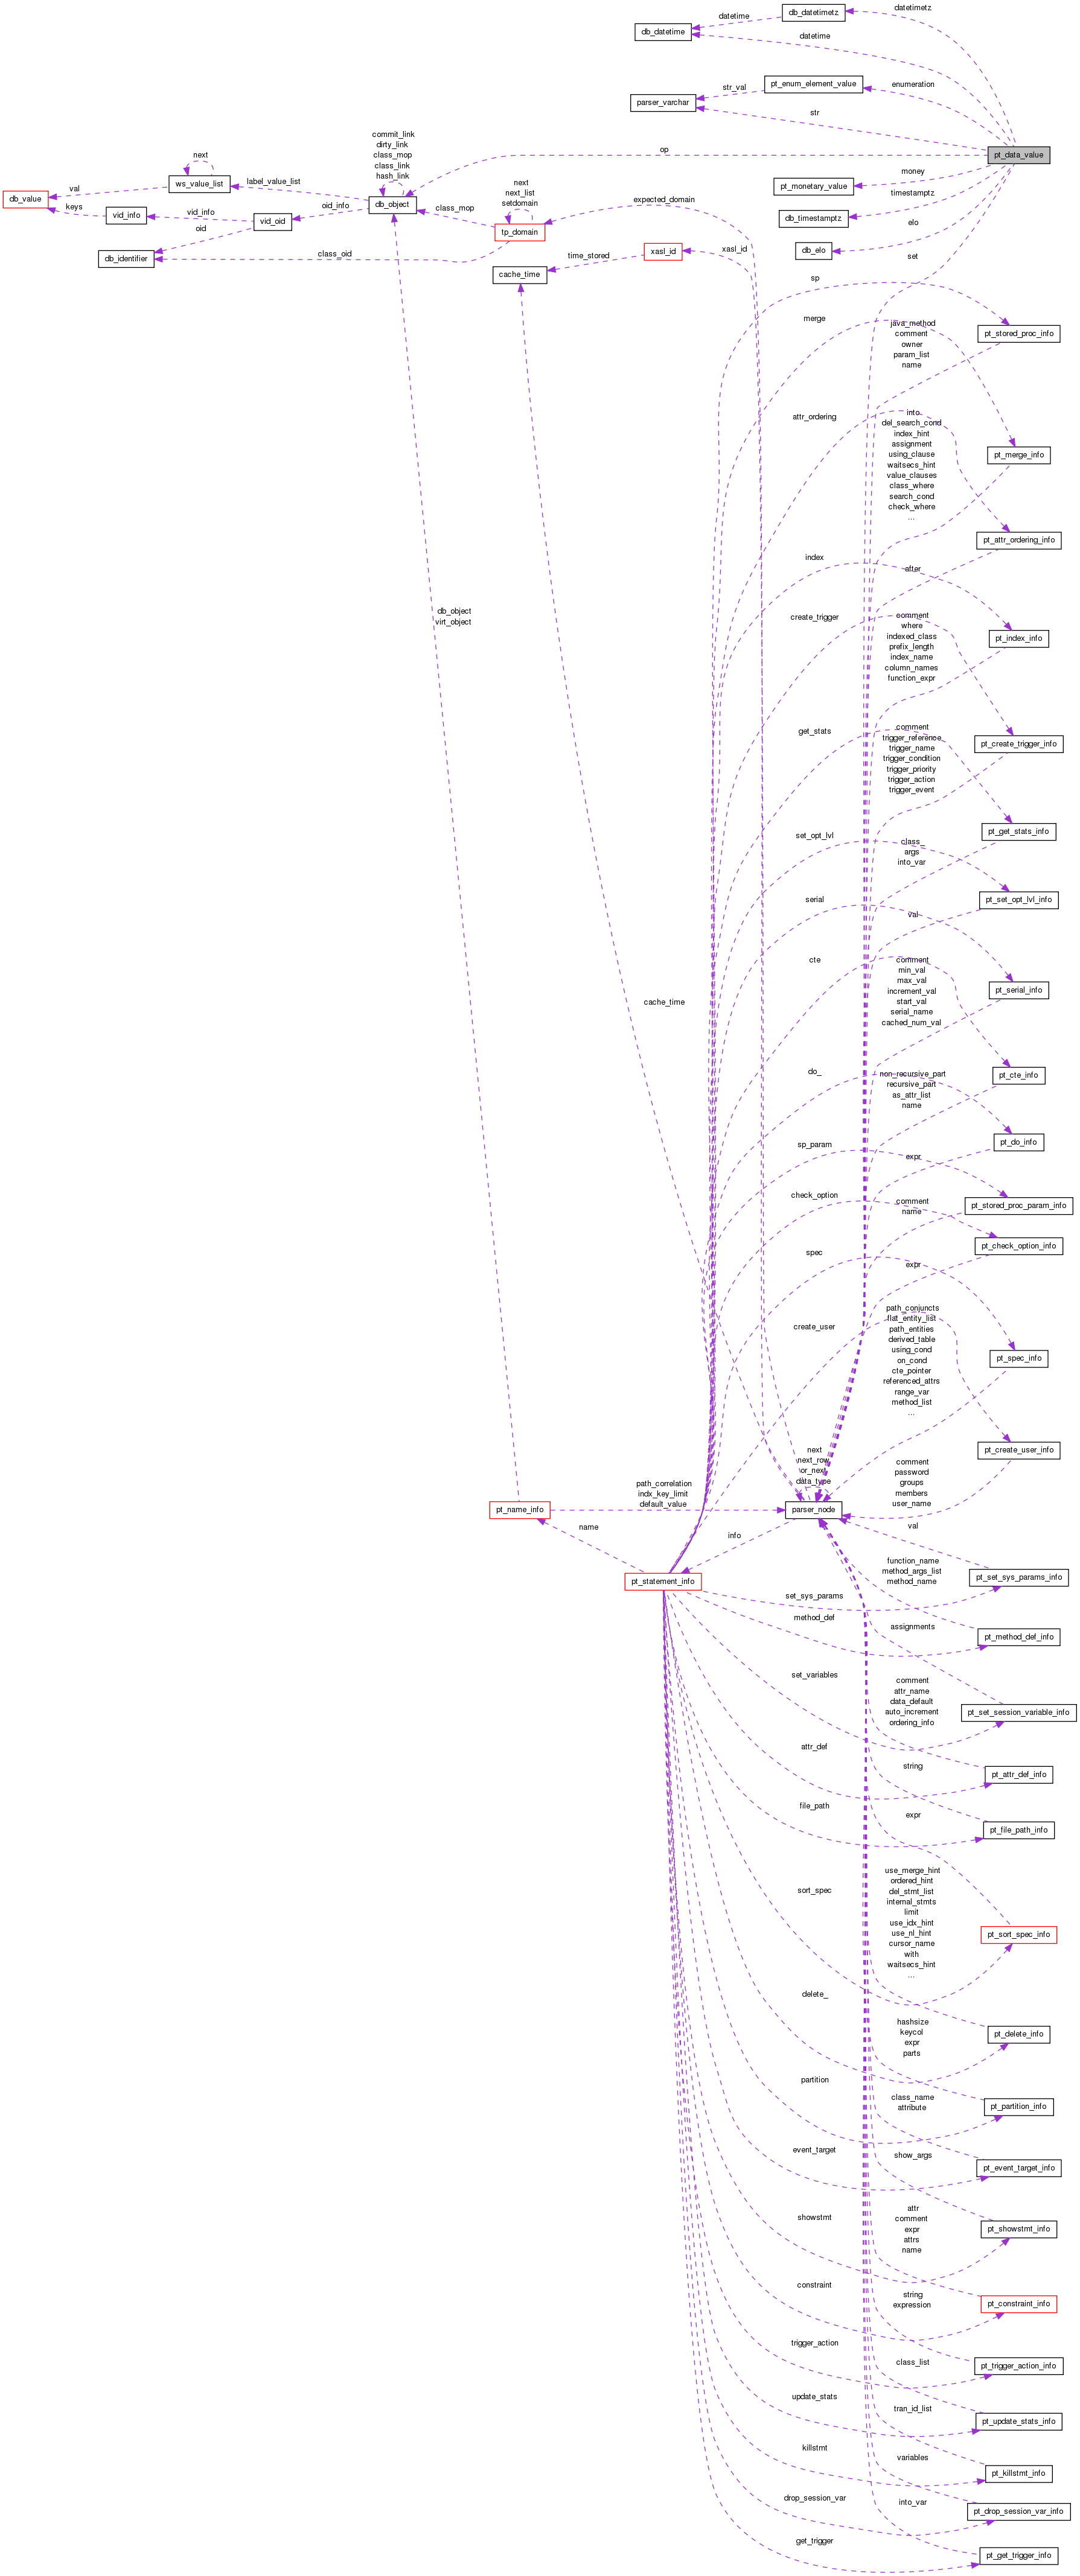 datetimetz
db_datetimetz
datetime
db_datetime
datetime
pt_enum_element_value
enumeration
str_val
parser_varchar
str
commit_link
dirty_link
class_mop
class_link
hash_link
op
pt_data_value
next
ws_value_list
label_value_list
val
db_value
keys
vid_info
vid_info
vid_oid
oid_info
db_object
oid
db_identifier
next
next_list
setdomain
class_mop
tp_domain
class_oid
expected_domain
money
pt_monetary_value
timestamptz
db_timestamptz
elo
db_elo
xasl_id
xasl_id
time_stored
cache_time
set
sp
pt_stored_proc_info
merge
java_method
comment
owner
param_list
name
attr_ordering
into
del_search_cond
index_hint
assignment
using_clause
waitsecs_hint
value_clauses
class_where
search_cond
check_where
...
pt_merge_info
pt_attr_ordering_info
index
after
create_trigger
db_object
virt_object
comment
where
indexed_class
prefix_length
index_name
column_names
function_expr
pt_index_info
get_stats
comment
trigger_reference
trigger_name
trigger_condition
trigger_priority
trigger_action
trigger_event
pt_create_trigger_info
set_opt_lvl
class_
args
into_var
pt_get_stats_info
serial
val
pt_set_opt_lvl_info
cte
comment
min_val
max_val
increment_val
start_val
serial_name
cached_num_val
pt_serial_info
cache_time
do_
non_recursive_part
recursive_part
as_attr_list
name
pt_cte_info
sp_param
expr
pt_do_info
check_option
comment
name
pt_stored_proc_param_info
spec
expr
pt_check_option_info
create_user
path_conjuncts
flat_entity_list
path_entities
derived_table
using_cond
on_cond
cte_pointer
referenced_attrs
range_var
method_list
...
pt_spec_info
next
next_row
or_next
data_type
comment
password
groups
members
user_name
pt_create_user_info
path_correlation
indx_key_limit
default_value
pt_name_info
parser_node
name
info
val
pt_statement_info
set_sys_params
function_name
method_args_list
method_name
pt_set_sys_params_info
method_def
assignments
pt_method_def_info
set_variables
comment
attr_name
data_default
auto_increment
ordering_info
pt_set_session_variable_info
attr_def
string
pt_attr_def_info
file_path
expr
pt_file_path_info
sort_spec
use_merge_hint
ordered_hint
del_stmt_list
internal_stmts
limit
use_idx_hint
use_nl_hint
cursor_name
with
waitsecs_hint
...
pt_sort_spec_info
delete_
hashsize
keycol
expr
parts
pt_delete_info
partition
class_name
attribute
pt_partition_info
event_target
show_args
pt_event_target_info
showstmt
attr
comment
expr
attrs
name
pt_showstmt_info
constraint
string
expression
pt_constraint_info
trigger_action
class_list
pt_trigger_action_info
update_stats
tran_id_list
pt_update_stats_info
killstmt
variables
pt_killstmt_info
drop_session_var
into_var
pt_drop_session_var_info
get_trigger
pt_get_trigger_info